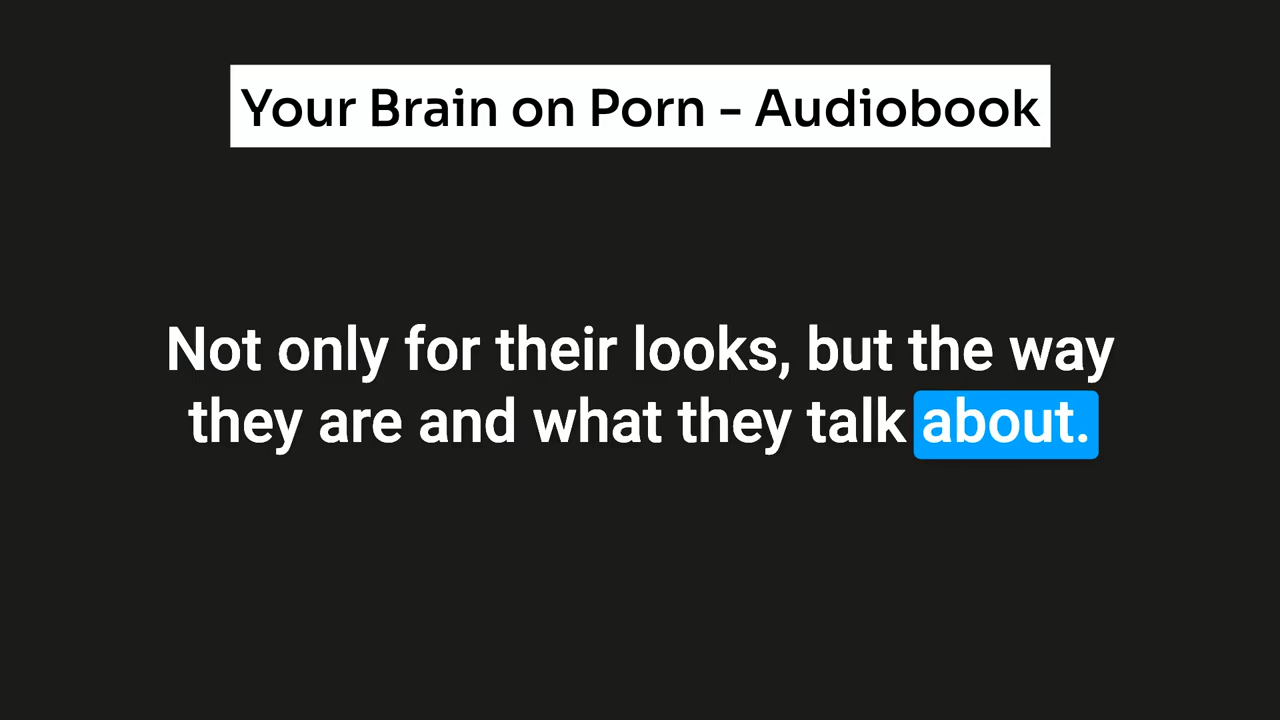 Your Brain on Porn - Audiobook
Not only for their looks, but the way
they are and what they talk about.